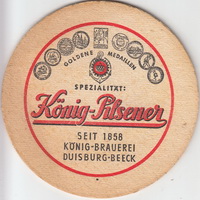 GOLDENE MEDAILLEN
SPEZIALITÄT:
König-Pilsener
SEIT 1858
KÖNIG-BRAUEREI
DUISBURG-BEECK